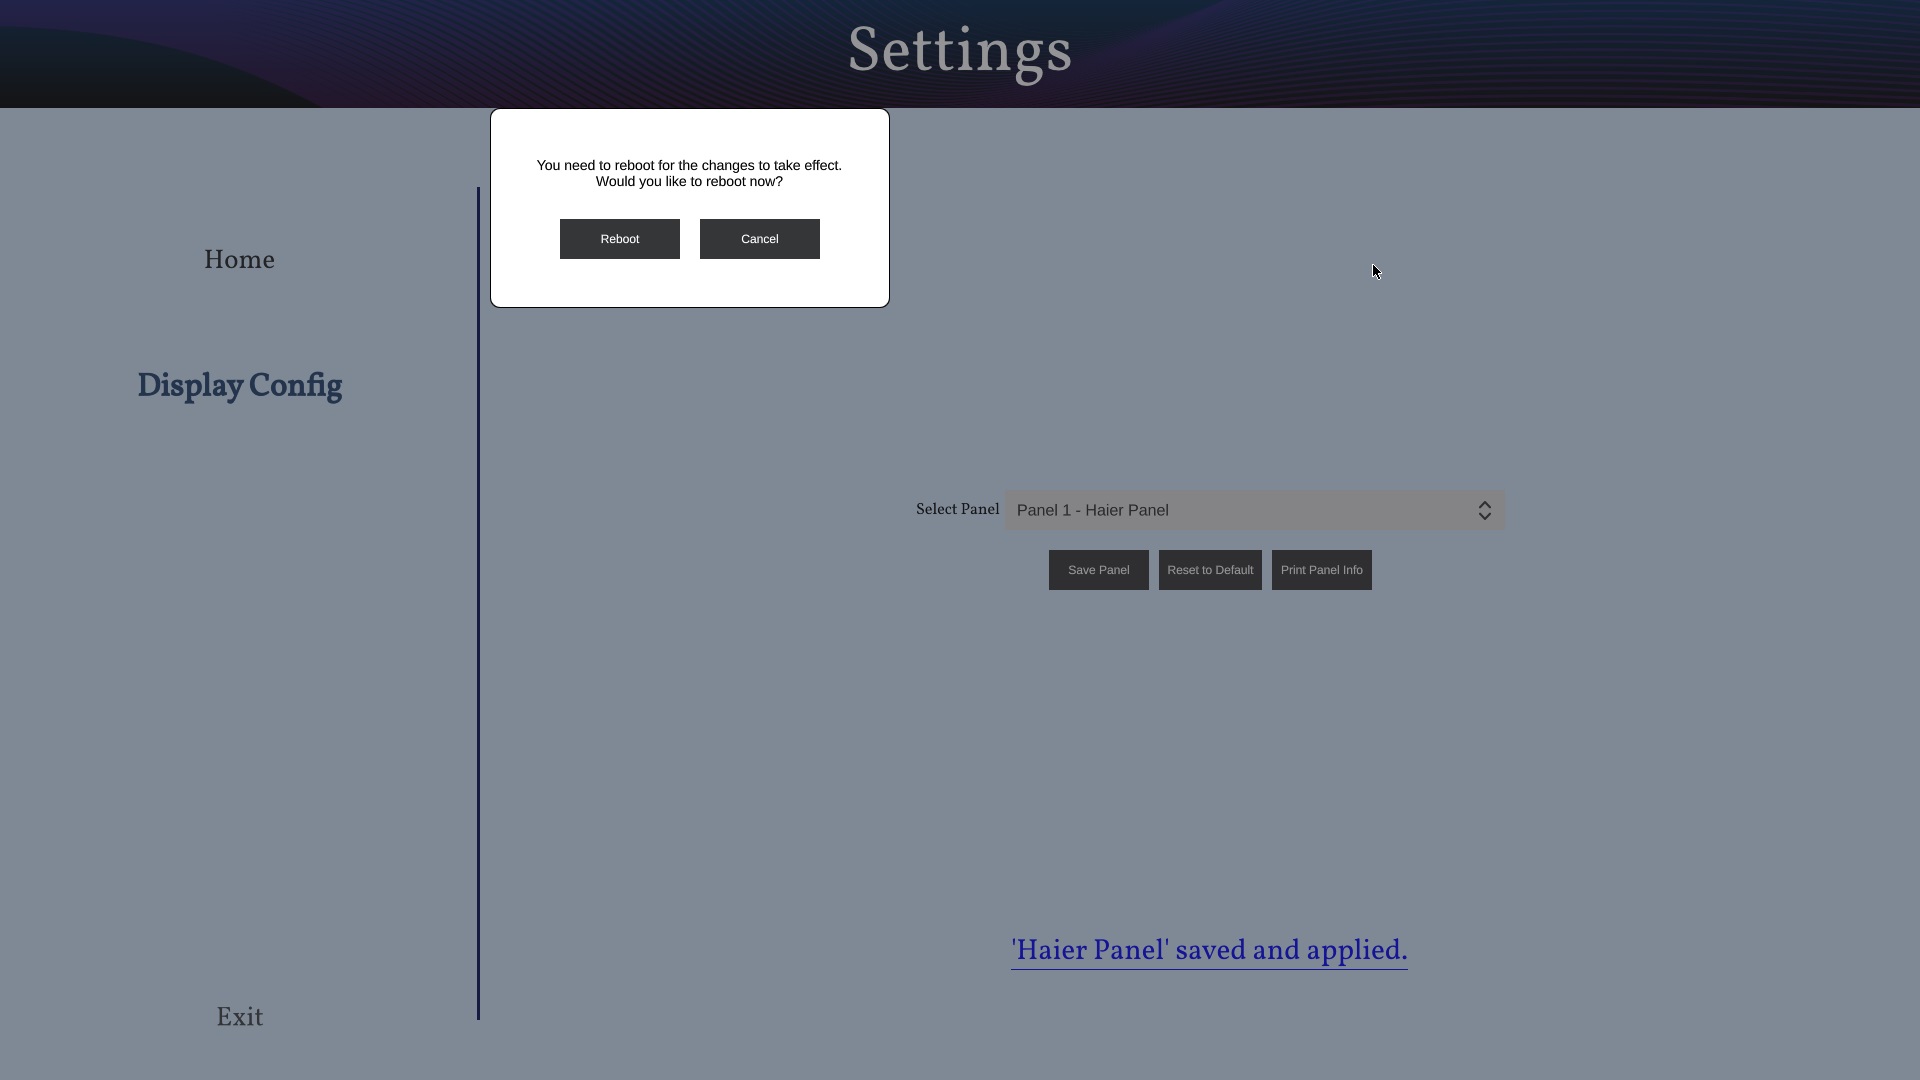 Settings
You need to reboot for the changes to take effect.
Would you like to reboot now?
Reboot
Cancel
Home
Display Config
Select Panel
Panel 1 - Haier Panel
Save Panel
Reset to Default
Print Panel Info
'Haier Panel' saved and applied.
Exit